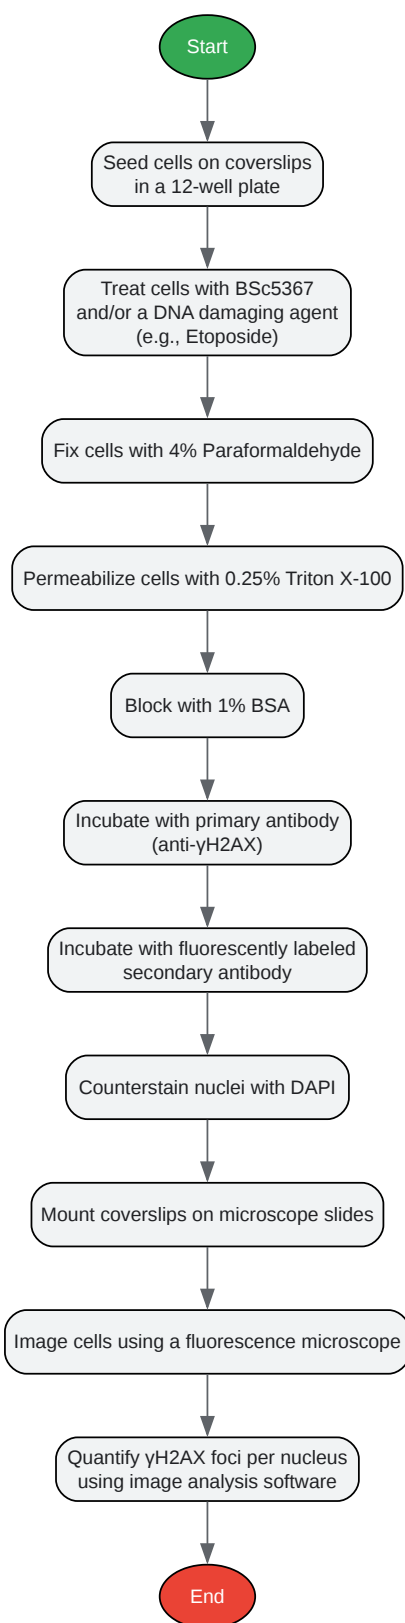 Start
Seed cells on coverslips
in a 12-well plate
Treat cells with BSc5367
and/or a DNA damaging agent
(e.g., Etoposide)
Fix cells with 4% Paraformaldehyde
Permeabilize cells with 0.25% Triton X-100
Block with 1% BSA
Incubate with primary antibody
(anti-γH2AX)
Incubate with fluorescently labeled
secondary antibody
Counterstain nuclei with DAPI
Mount coverslips on microscope slides
Image cells using a fluorescence microscope
Quantify γH2AX foci per nucleus
using image analysis software
End